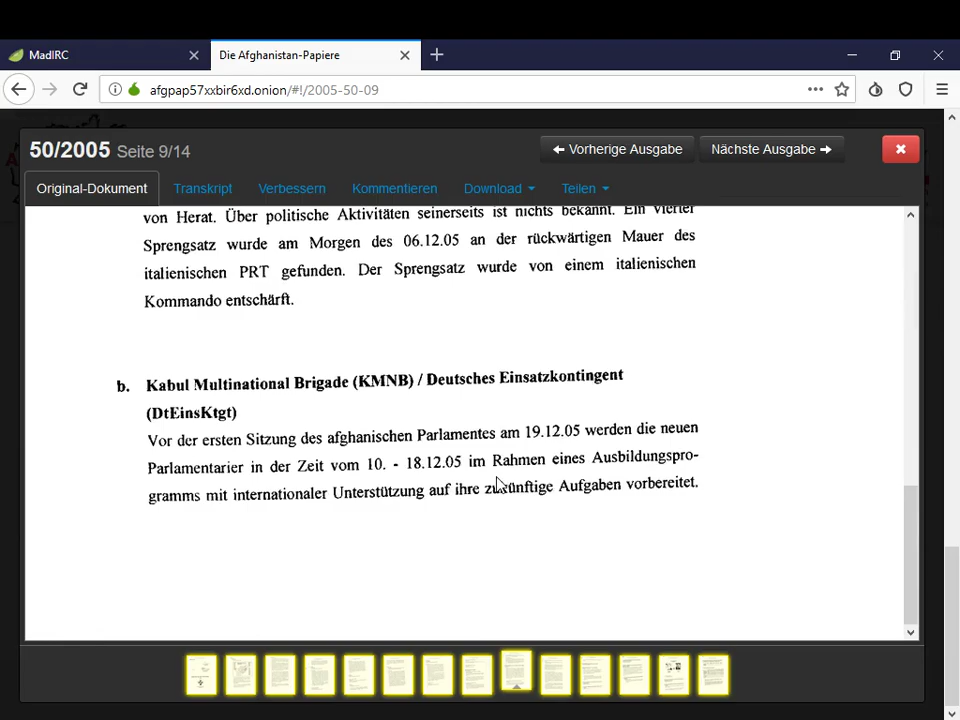 MadIRC
Die Afghanistan-Papiere
afgpap57xxbir6xd.onion/#!/2005-50-09
50/2005 Seite 9/14
Vorherige Ausgabe
Nächste Ausgabe
Original-Dokument
Transkript
Verbessern
Kommentieren
Download
Teilen
von Herat. Über politische Aktivitäten seinerseits ist nichts bekannt. Ein vierter
Sprengsatz wurde am Morgen des 06.12.05 an der rückwärtigen Mauer des
italienischen PRT gefunden. Der Sprengsatz wurde von einem italienischen
Kommando entschärft.
b. Kabul Multinational Brigade (KMNB) / Deutsches Einsatzkontingent
(DtEinsKtgt)
Vor der ersten Sitzung des afghanischen Parlamentes am 19.12.05 werden die neuen
Parlamentarier in der Zeit vom 10. - 18.12.05 im Rahmen eines Ausbildungspro-
gramms mit internationaler Unterstützung auf ihre zukünftige Aufgaben vorbereitet.